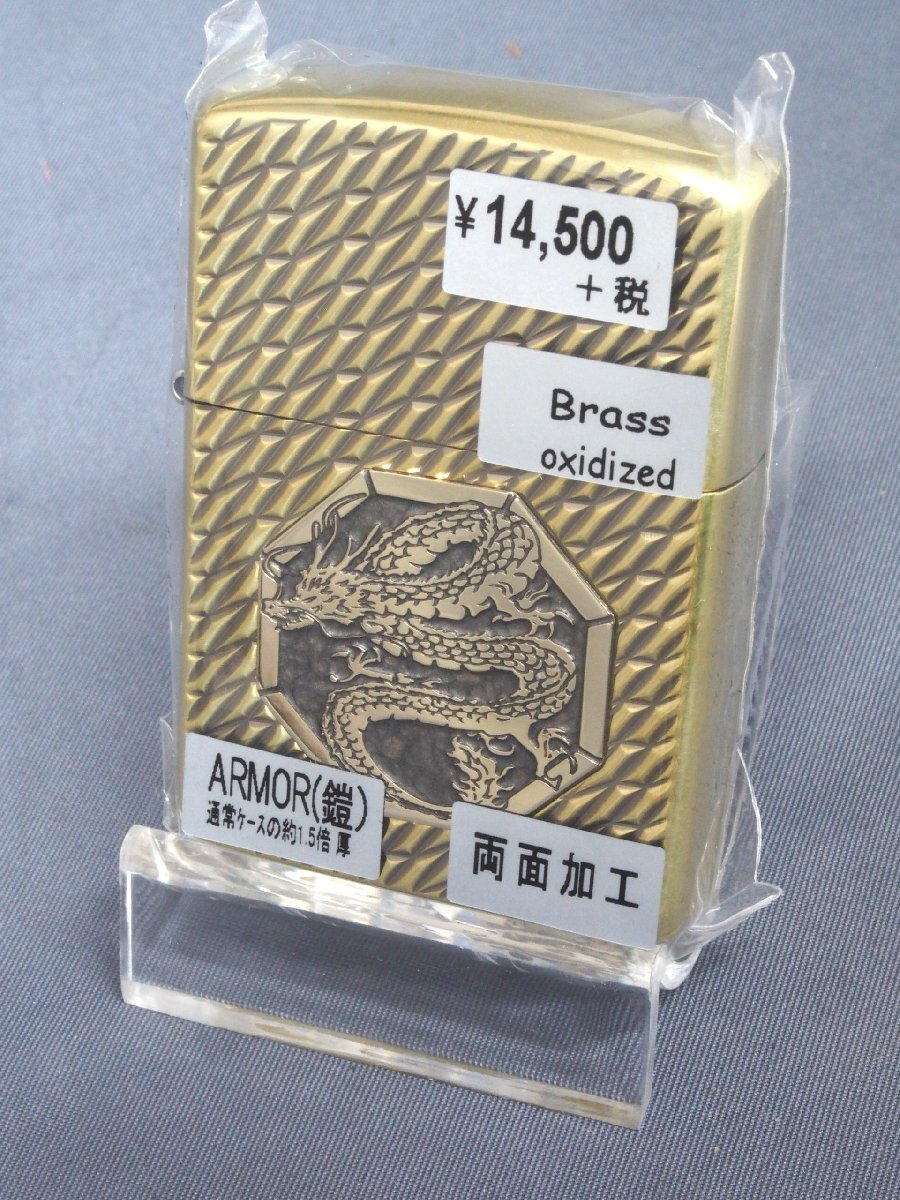 ¥14,500
+税
Brass
oxidized
ARMOR(鎧)
通常ケースの約1.5倍厚
両面加工